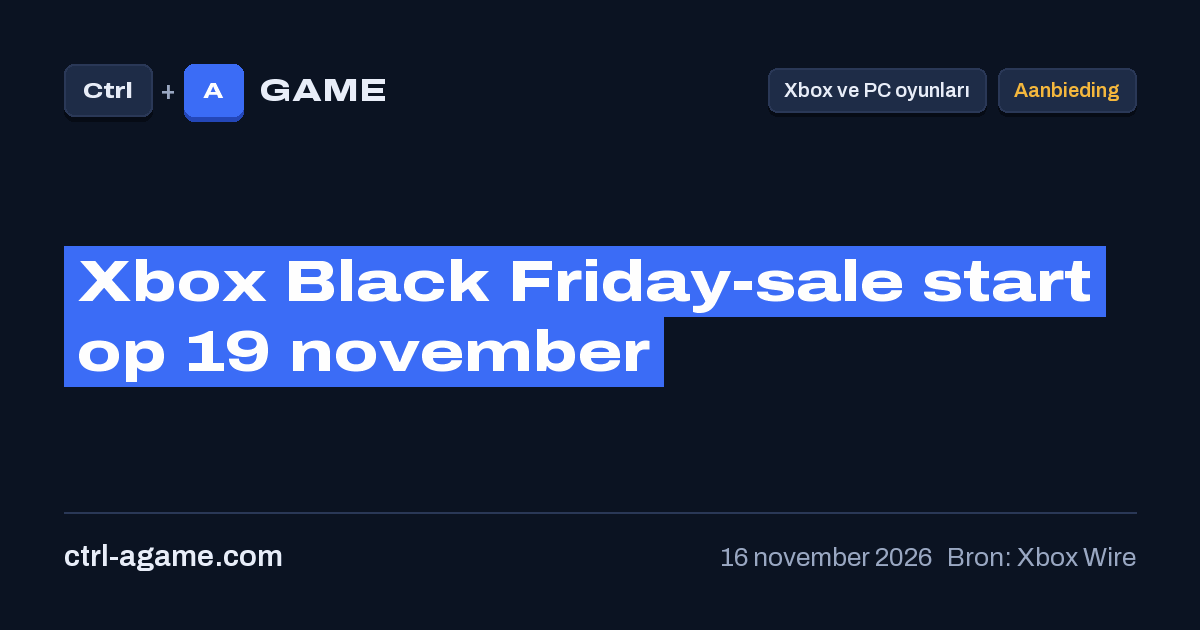 Ctrl + A GAME
Xbox ve PC oyunları Aanbieding
Xbox Black Friday-sale start
op 19 november
ctrl-agame.com
16 november 2026 Bron: Xbox Wire